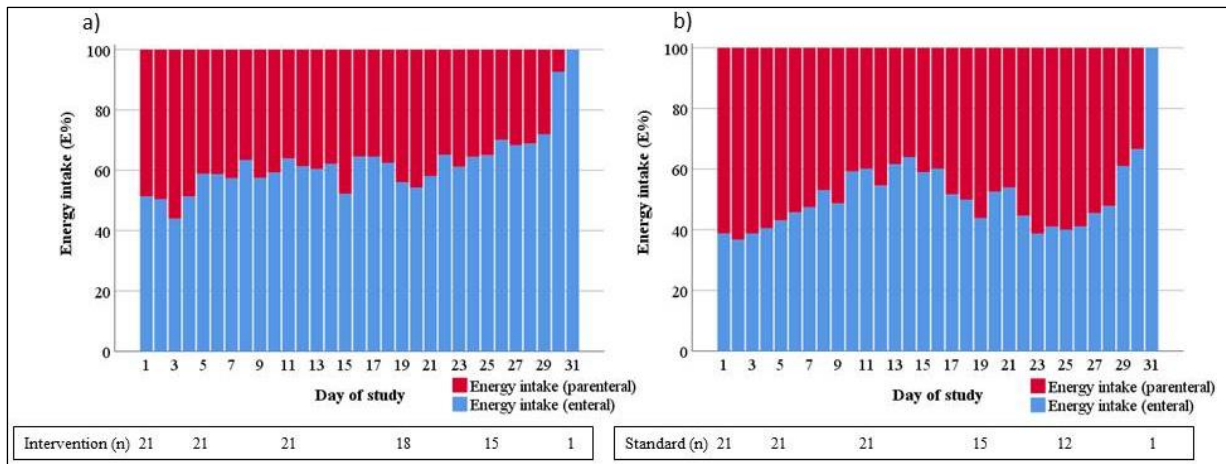 a)
100
80
60
40
20
0
Energy intake (E%)
1 3 5 7 9 11 13 15 17 19 21 23 25 27 29 31
Day of study
Energy intake (parenteral)
Energy intake (enteral)
Intervention (n) 21 21 21 18 15 1
b)
100
80
60
40
20
0
Energy intake (E%)
1 3 5 7 9 11 13 15 17 19 21 23 25 27 29 31
Day of study
Energy intake (parenteral)
Energy intake (enteral)
Standard (n) 21 21 21 15 12 1